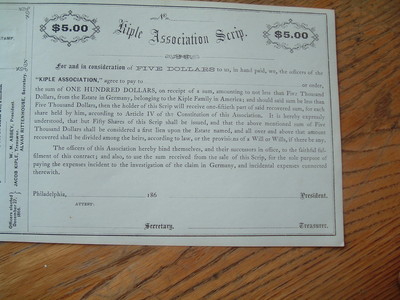 $5.00
No.
Kiple Association Scrip.
$5.00
For and in consideration of FIVE DOLLARS to us, in hand paid, we, the officers of the
"KIPLE ASSOCIATION," agree to pay to or order,
the sum of ONE HUNDRED DOLLARS, on receipt of a sum, amounting to not less than Five Thousand
Dollars, from the Estate in Germany, belonging to the Kiple Family in America; and should said sum be less than
Five Thousand Dollars, then the holder of this Scrip will receive one-fiftieth part of said recovered sum, for each
share held by him, according to Article IV of the Constitution of this Association. It is hereby expressly
understood, that but Fifty Shares of this Scrip shall be issued, and that the above mentioned sum of Five
Thousand Dollars shall be considered a first lien upon the Estate named, and all over and above that amount
recovered shall be divided among the heirs, according to law, or the provisions of a Will or Wills, if there be any.
The officers of this Association hereby bind themselves, and their successors in office, to the faithful ful-
filment of this contract; and also, to use the sum received from the sale of this Scrip, for the sole purpose of
paying the expenses incident to the investigation of the claim in Germany, and incidental expenses connected
therewith.
Philadelphia, 186
President.
ATTEST:
Secretary.
Treasurer.
W. M. ABBEY, President.
JACOB KIPLE, Treasurer.
ALVAH RITTENHOUSE, Secretary.
Officers elected
December 17,